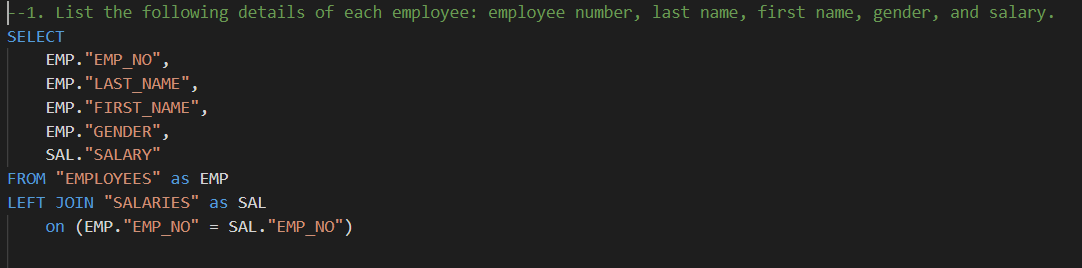 --1. List the following details of each employee: employee number, last name, first name, gender, and salary.
SELECT
    EMP."EMP_NO",
    EMP."LAST_NAME",
    EMP."FIRST_NAME",
    EMP."GENDER",
    SAL."SALARY"
FROM "EMPLOYEES" as EMP
LEFT JOIN "SALARIES" as SAL
    on (EMP."EMP_NO" = SAL."EMP_NO")